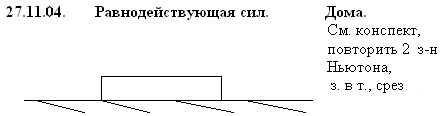 27.11.04. Равнодействующая сил. Дома.
См. конспект,
повторить 2 з-н
Ньютона,
з. в т., срез